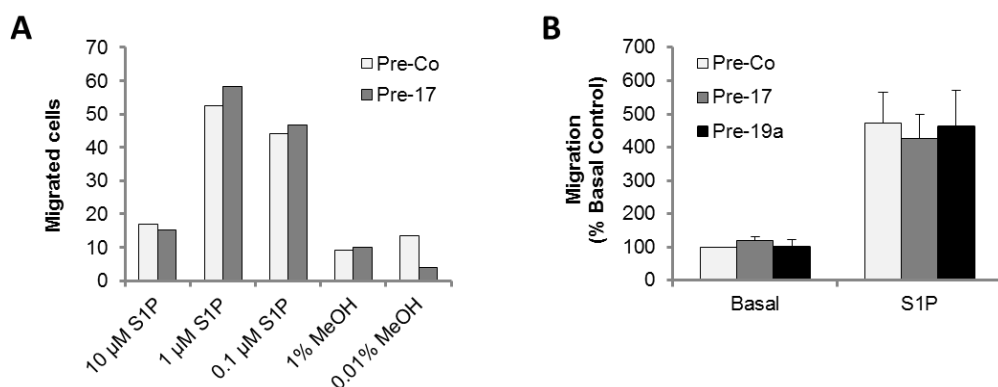 A
Migrated cells
70
60
50
40
30
20
10
0
Pre-Co
Pre-17
10 µM S1P
1 µM S1P
0.1 µM S1P
1% MeOH
0.01% MeOH
B
Migration
(% Basal Control)
700
600
500
400
300
200
100
0
Pre-Co
Pre-17
Pre-19a
Basal
S1P